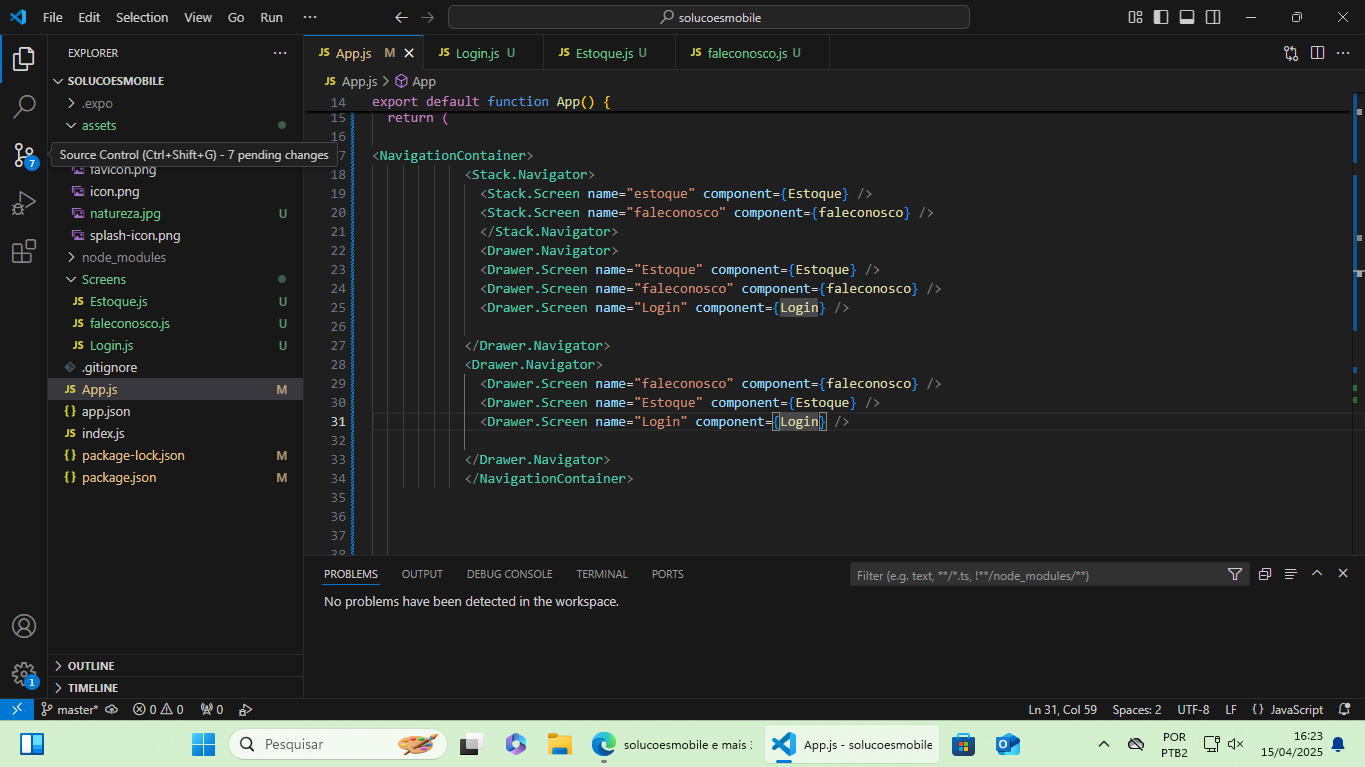 File Edit Selection View Go Run ···
solucoesmobile
EXPLORER
SOLUCOESMOBILE
.expo
assets
Source Control (Ctrl+Shift+G) - 7 pending changes
7
favicon.png
icon.png
natureza.jpg U
splash-icon.png
node_modules
Screens
JS Estoque.js U
JS faleconosco.js U
JS Login.js U
.gitignore
JS App.js M
{} app.json
JS index.js
{} package-lock.json M
{} package.json M
OUTLINE
TIMELINE
1
JS App.js M
JS Login.js U
JS Estoque.js U
JS faleconosco.js U
JS App.js > App
14 export default function App() {
15 return (
16
17 <NavigationContainer>
18 <Stack.Navigator>
19 <Stack.Screen name="estoque" component={Estoque} />
20 <Stack.Screen name="faleconosco" component={faleconosco} />
21 </Stack.Navigator>
22 <Drawer.Navigator>
23 <Drawer.Screen name="Estoque" component={Estoque} />
24 <Drawer.Screen name="faleconosco" component={faleconosco} />
25 <Drawer.Screen name="Login" component={Login} />
26
27 </Drawer.Navigator>
28 <Drawer.Navigator>
29 <Drawer.Screen name="faleconosco" component={faleconosco} />
30 <Drawer.Screen name="Estoque" component={Estoque} />
31 <Drawer.Screen name="Login" component={Login} />
32
33 </Drawer.Navigator>
34 </NavigationContainer>
35
36
37
38
PROBLEMS OUTPUT DEBUG CONSOLE TERMINAL PORTS
Filter (e.g. text, **/*.ts, !**/node_modules/**)
No problems have been detected in the workspace.
master* 0 0 0
Ln 31, Col 59 Spaces: 2 UTF-8 LF {} JavaScript
Pesquisar
solucoesmobile e mais
App.js - solucoesmobile
POR
PTB2
16:23
15/04/2025